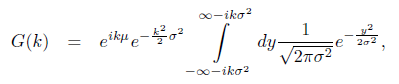 G(k) = e^{ikμ} e^{-\frac{k^2}{2}σ^2} \int_{-∞-ikσ^2}^{∞-ikσ^2} dy \frac{1}{\sqrt{2πσ^2}} e^{-\frac{y^2}{2σ^2}},